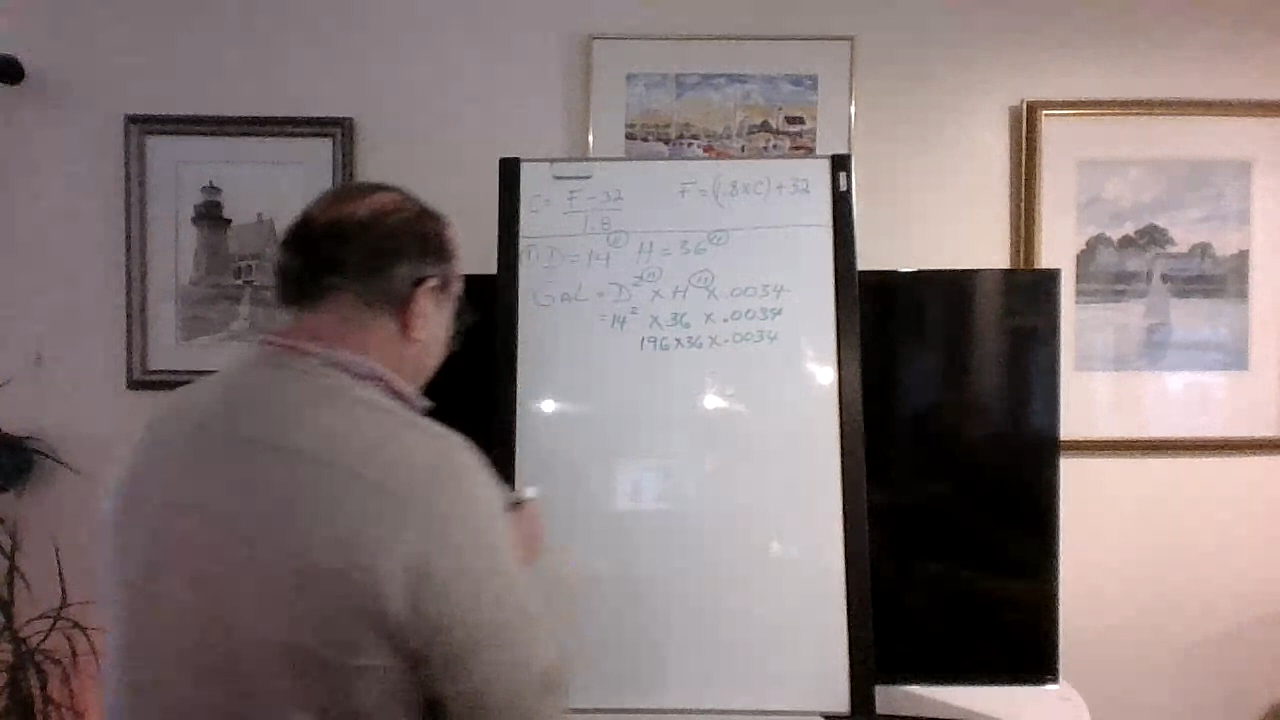 C = F - 32 / 1.8 F = (1.8 x C) + 32
1) D = 14" H = 36"
GAL = D²" x H" x .0034
= 14² x 36 x .0034
196 x 36 x .0034